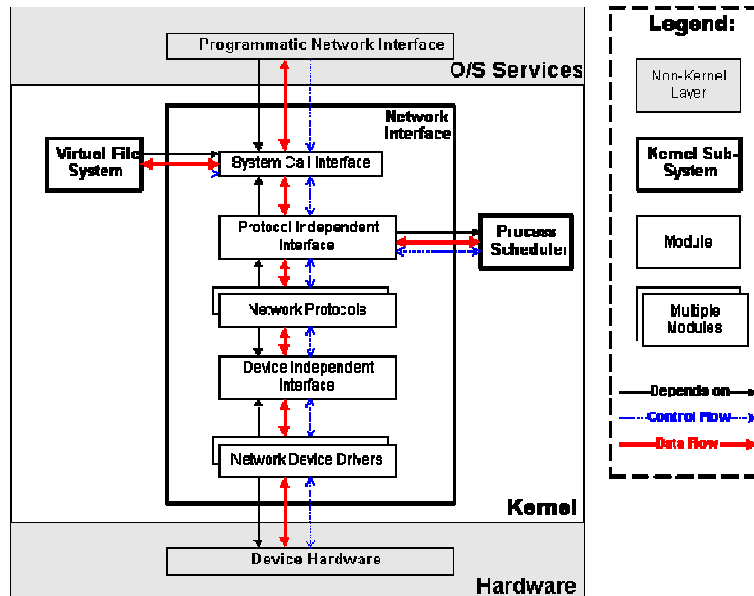 Programmatic Network Interface
O/S Services
Network
Interface
Virtual File
System
System Call Interface
Protocol Independent
Interface
Process
Scheduler
Network Protocols
Device Independent
Interface
Network Device Drivers
Kernel
Device Hardware
Hardware
Legend:
Non-Kernel
Layer
Kernel Sub-
System
Module
Multiple
Modules
Depends on
Control Flow
Data Flow